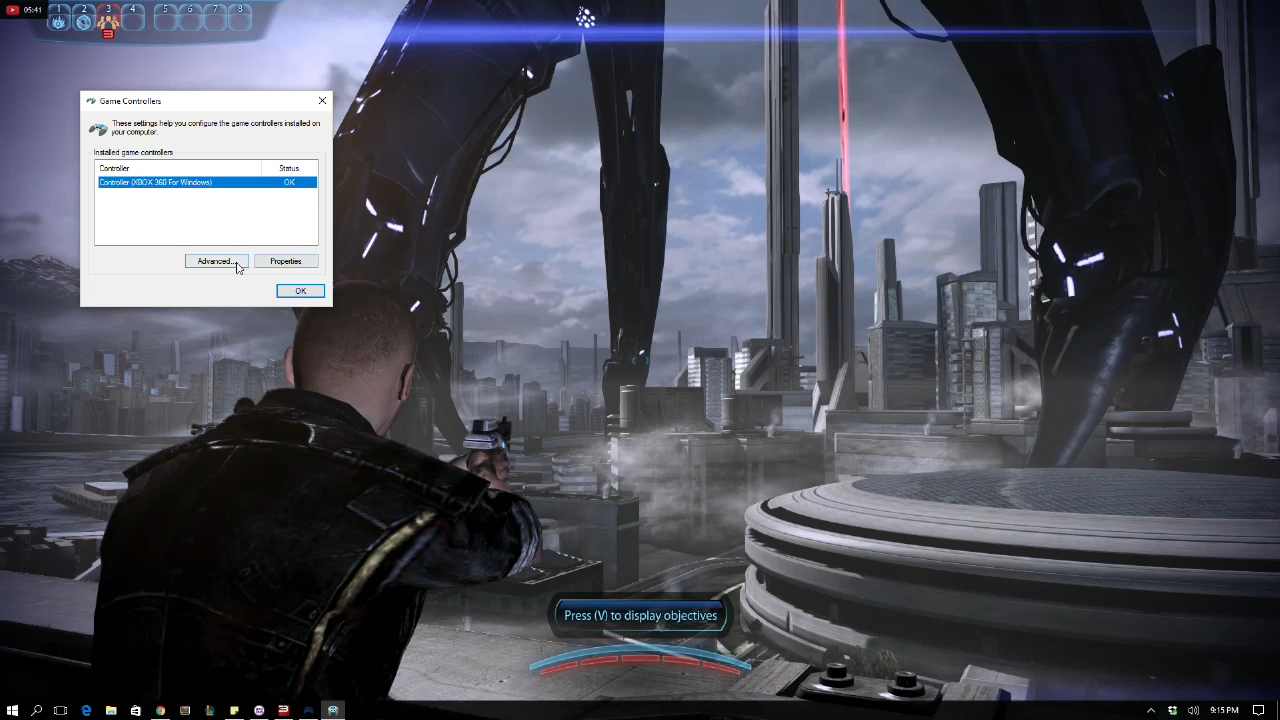 05:41
1 2 3 4 5 6 7 8
3
Game Controllers
These settings help you configure the game controllers installed on
your computer.
Installed game controllers
Controller Status
Controller (XBOX 360 For Windows) OK
Advanced... Properties
OK
Press (V) to display objectives
9:15 PM